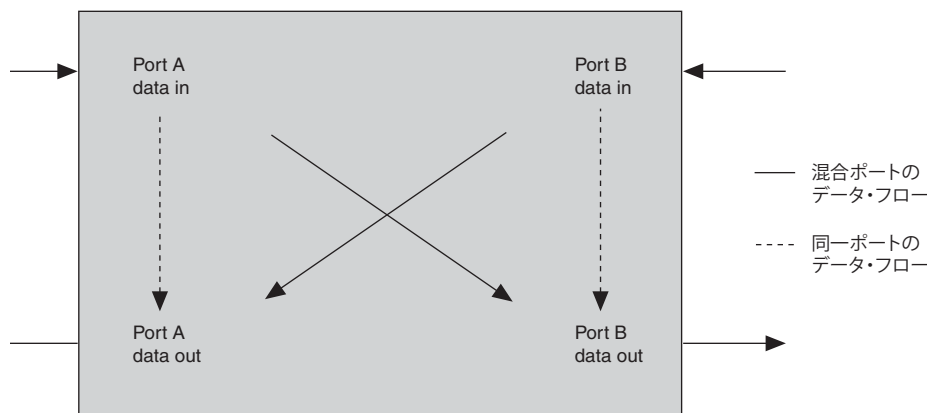 Port A
data in
Port B
data in
混合ポートの
データ・フロー
同一ポートの
データ・フロー
Port A
data out
Port B
data out